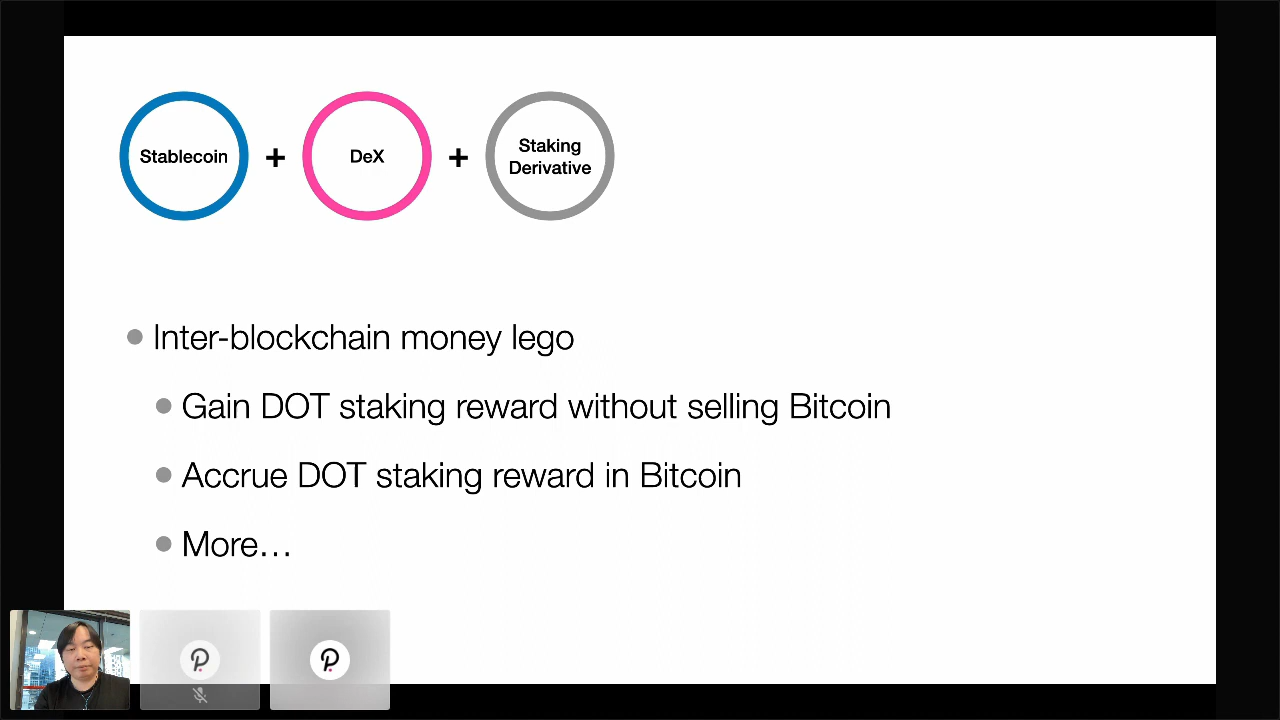 Stablecoin
+
DeX
+
Staking
Derivative
Inter-blockchain money lego
Gain DOT staking reward without selling Bitcoin
Accrue DOT staking reward in Bitcoin
More…